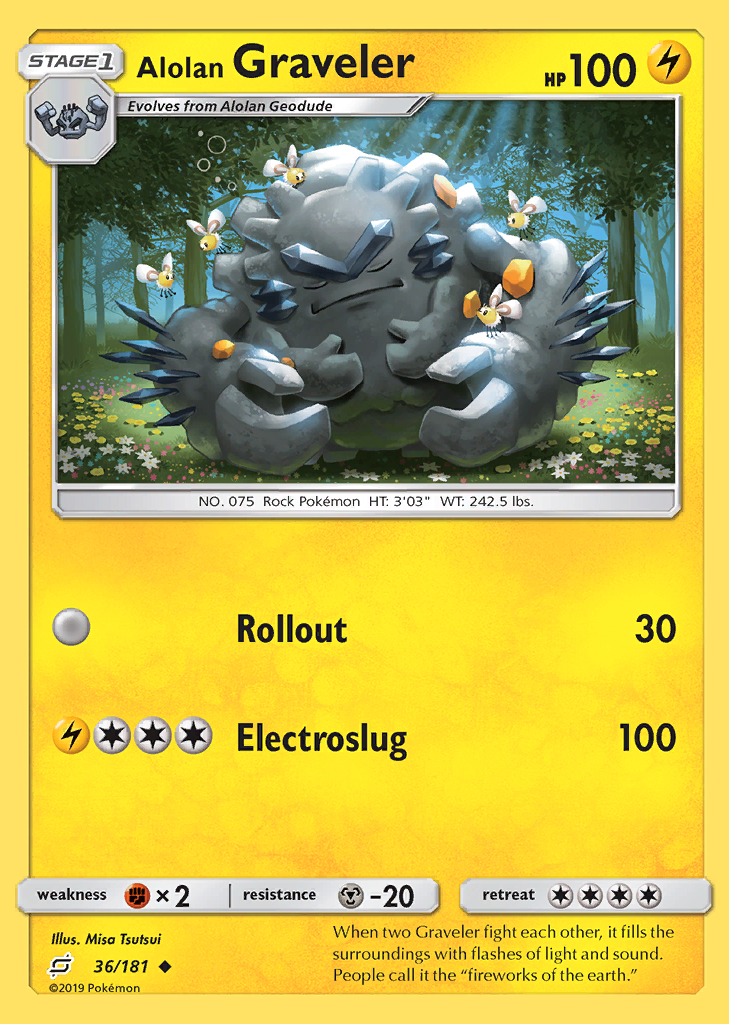 STAGE1
Alolan Graveler
HP 100
Evolves from Alolan Geodude
NO. 075 Rock Pokémon HT: 3'03" WT: 242.5 lbs.
Rollout 30
Electroslug 100
weakness ×2 resistance -20 retreat
Illus. Misa Tsutsui
36/181
©2019 Pokémon
When two Graveler fight each other, it fills the
surroundings with flashes of light and sound.
People call it the “fireworks of the earth.”